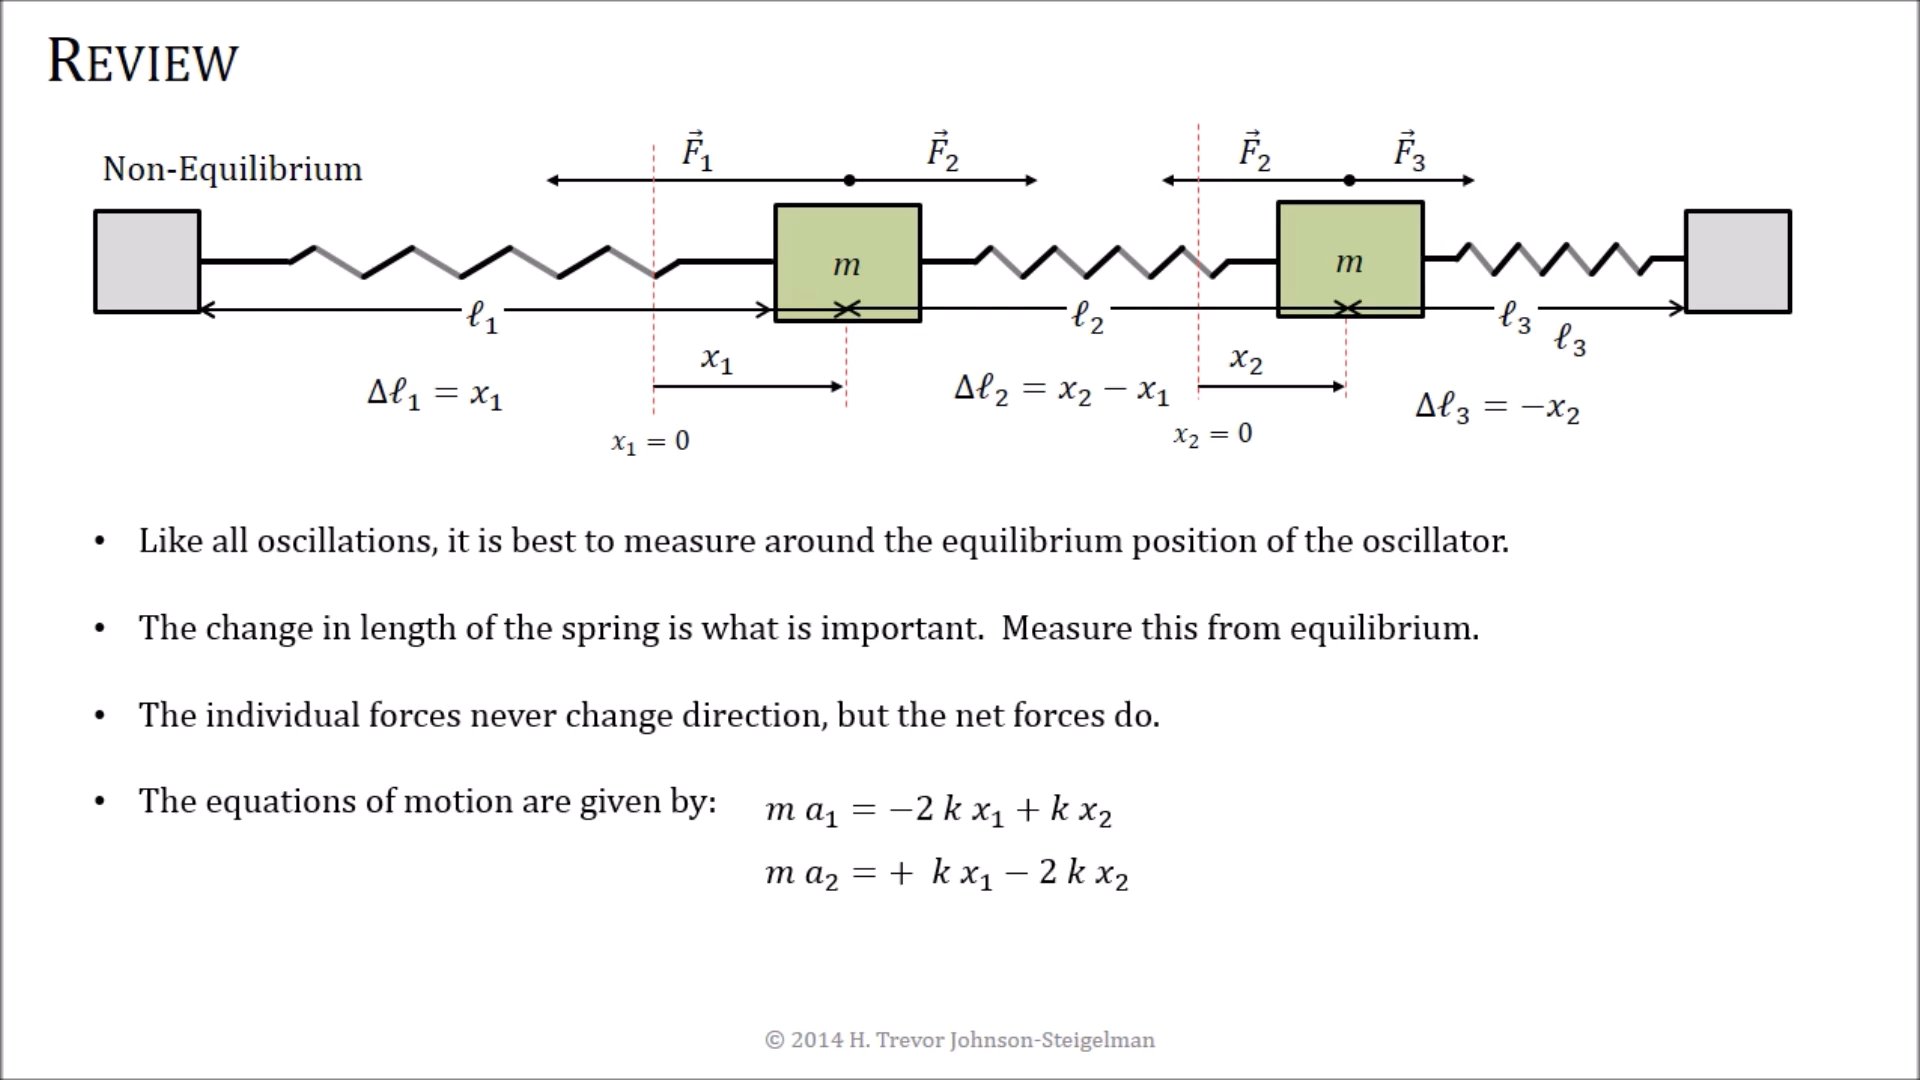 REVIEW
Non-Equilibrium
F⃗₁ F⃗₂ F⃗₂ F⃗₃
m m
ℓ₁ ℓ₂ ℓ₃
ℓ₃
x₁ x₂
Δℓ₁ = x₁ Δℓ₂ = x₂ − x₁ Δℓ₃ = −x₂
x₁ = 0 x₂ = 0
• Like all oscillations, it is best to measure around the equilibrium position of the oscillator.
• The change in length of the spring is what is important. Measure this from equilibrium.
• The individual forces never change direction, but the net forces do.
• The equations of motion are given by: m a₁ = −2 k x₁ + k x₂
m a₂ = + k x₁ − 2 k x₂
© 2014 H. Trevor Johnson-Steigelman